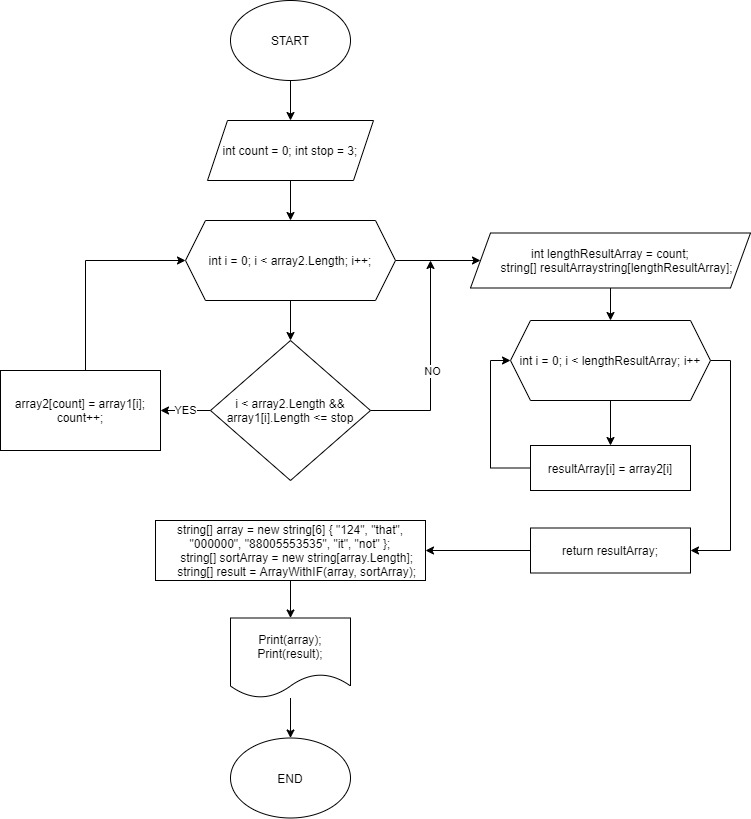 START
int count = 0; int stop = 3;
int i = 0; i < array2.Length; i++;
int lengthResultArray = count;
string[] resultArraystring[lengthResultArray];
i < array2.Length &&
array1[i].Length <= stop
YES
NO
array2[count] = array1[i];
count++;
int i = 0; i < lengthResultArray; i++
resultArray[i] = array2[i]
return resultArray;
string[] array = new string[6] { "124", "that",
"000000", "88005553535", "it", "not" };
string[] sortArray = new string[array.Length];
string[] result = ArrayWithIF(array, sortArray);
Print(array);
Print(result);
END